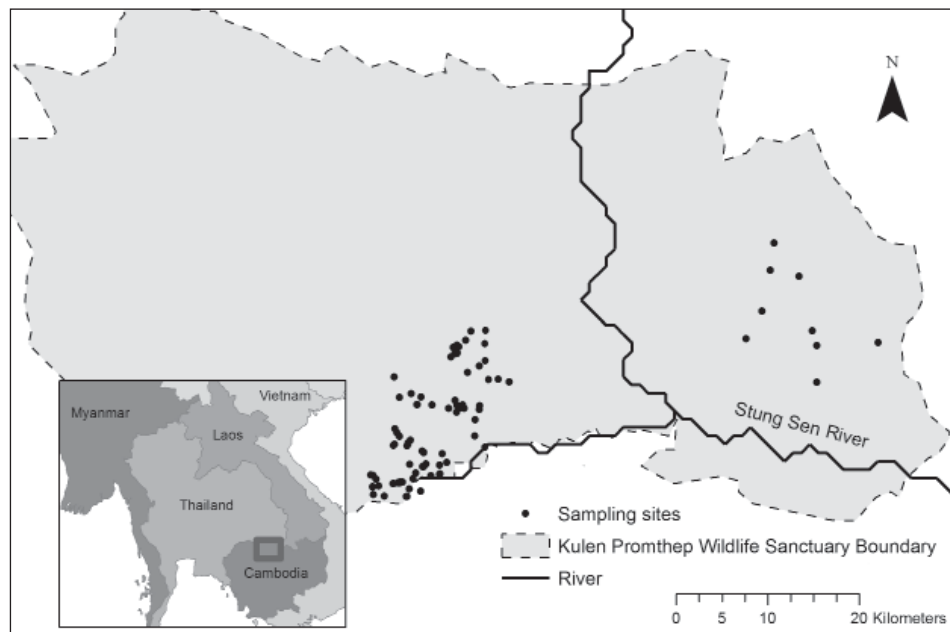 N
Stung Sen River
Myanmar
Vietnam
Laos
Thailand
Cambodia
Sampling sites
Kulen Promthep Wildlife Sanctuary Boundary
River
0 5 10 20 Kilometers